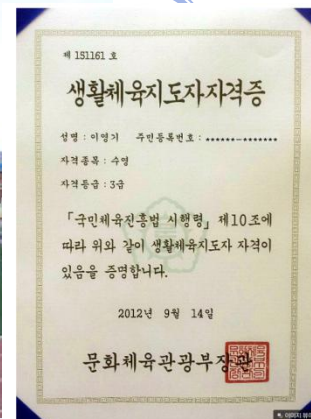 제 151161 호
생활체육지도자자격증
성명 : 이영기 주민등록번호 : ******-*******
자격종목 : 수영
자격등급 : 3급
「국민체육진흥법 시행령」 제10조에
따라 위와 같이 생활체육지도자 자격이
있음을 증명합니다.
2012년 9월 14일
문화체육관광부장관